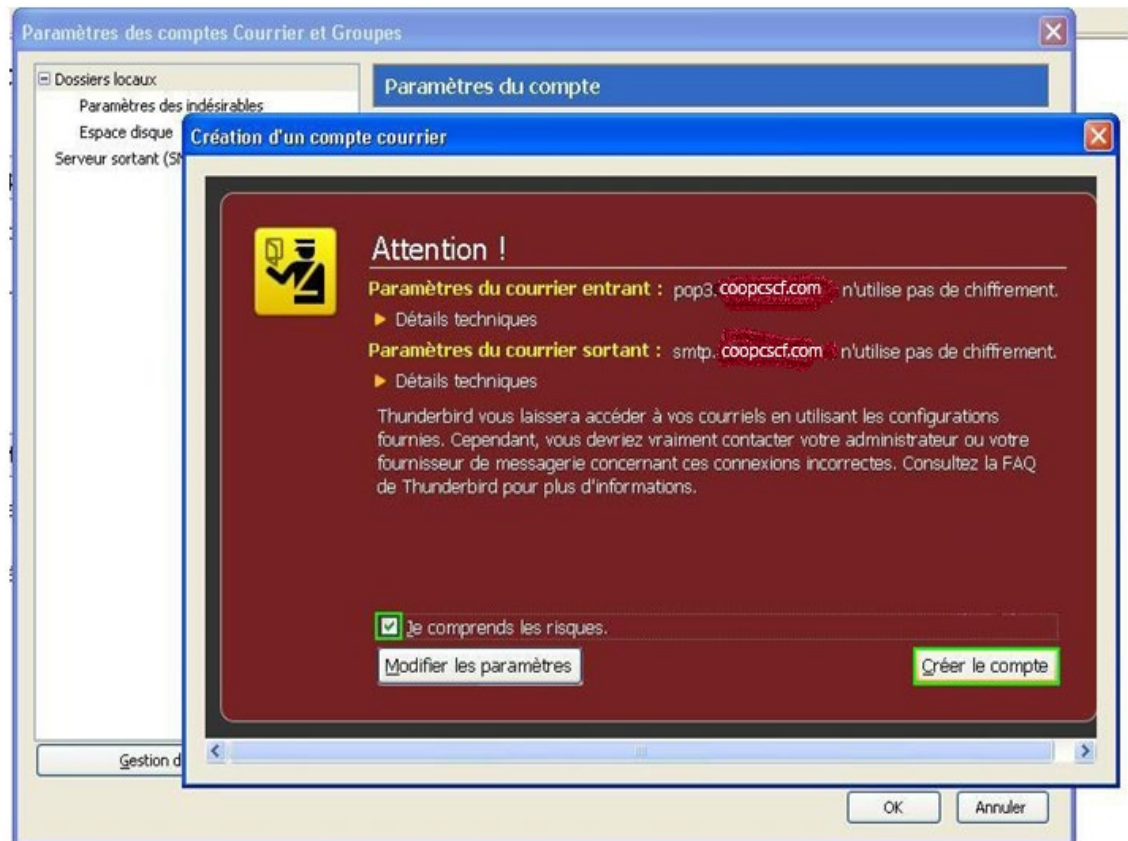 Paramètres des comptes Courrier et Groupes
Dossiers locaux
Paramètres des indésirables
Espace disque
Serveur sortant (SM
Paramètres du compte
Création d'un compte courrier
Attention !
Paramètres du courrier entrant : pop3. coopcscf.com n'utilise pas de chiffrement.
Détails techniques
Paramètres du courrier sortant : smtp. coopcscf.com n'utilise pas de chiffrement.
Détails techniques
Thunderbird vous laissera accéder à vos courriels en utilisant les configurations
fournies. Cependant, vous devriez vraiment contacter votre administrateur ou votre
fournisseur de messagerie concernant ces connexions incorrectes. Consultez la FAQ
de Thunderbird pour plus d'informations.
Je comprends les risques.
Modifier les paramètres
Créer le compte
Gestion d
OK
Annuler